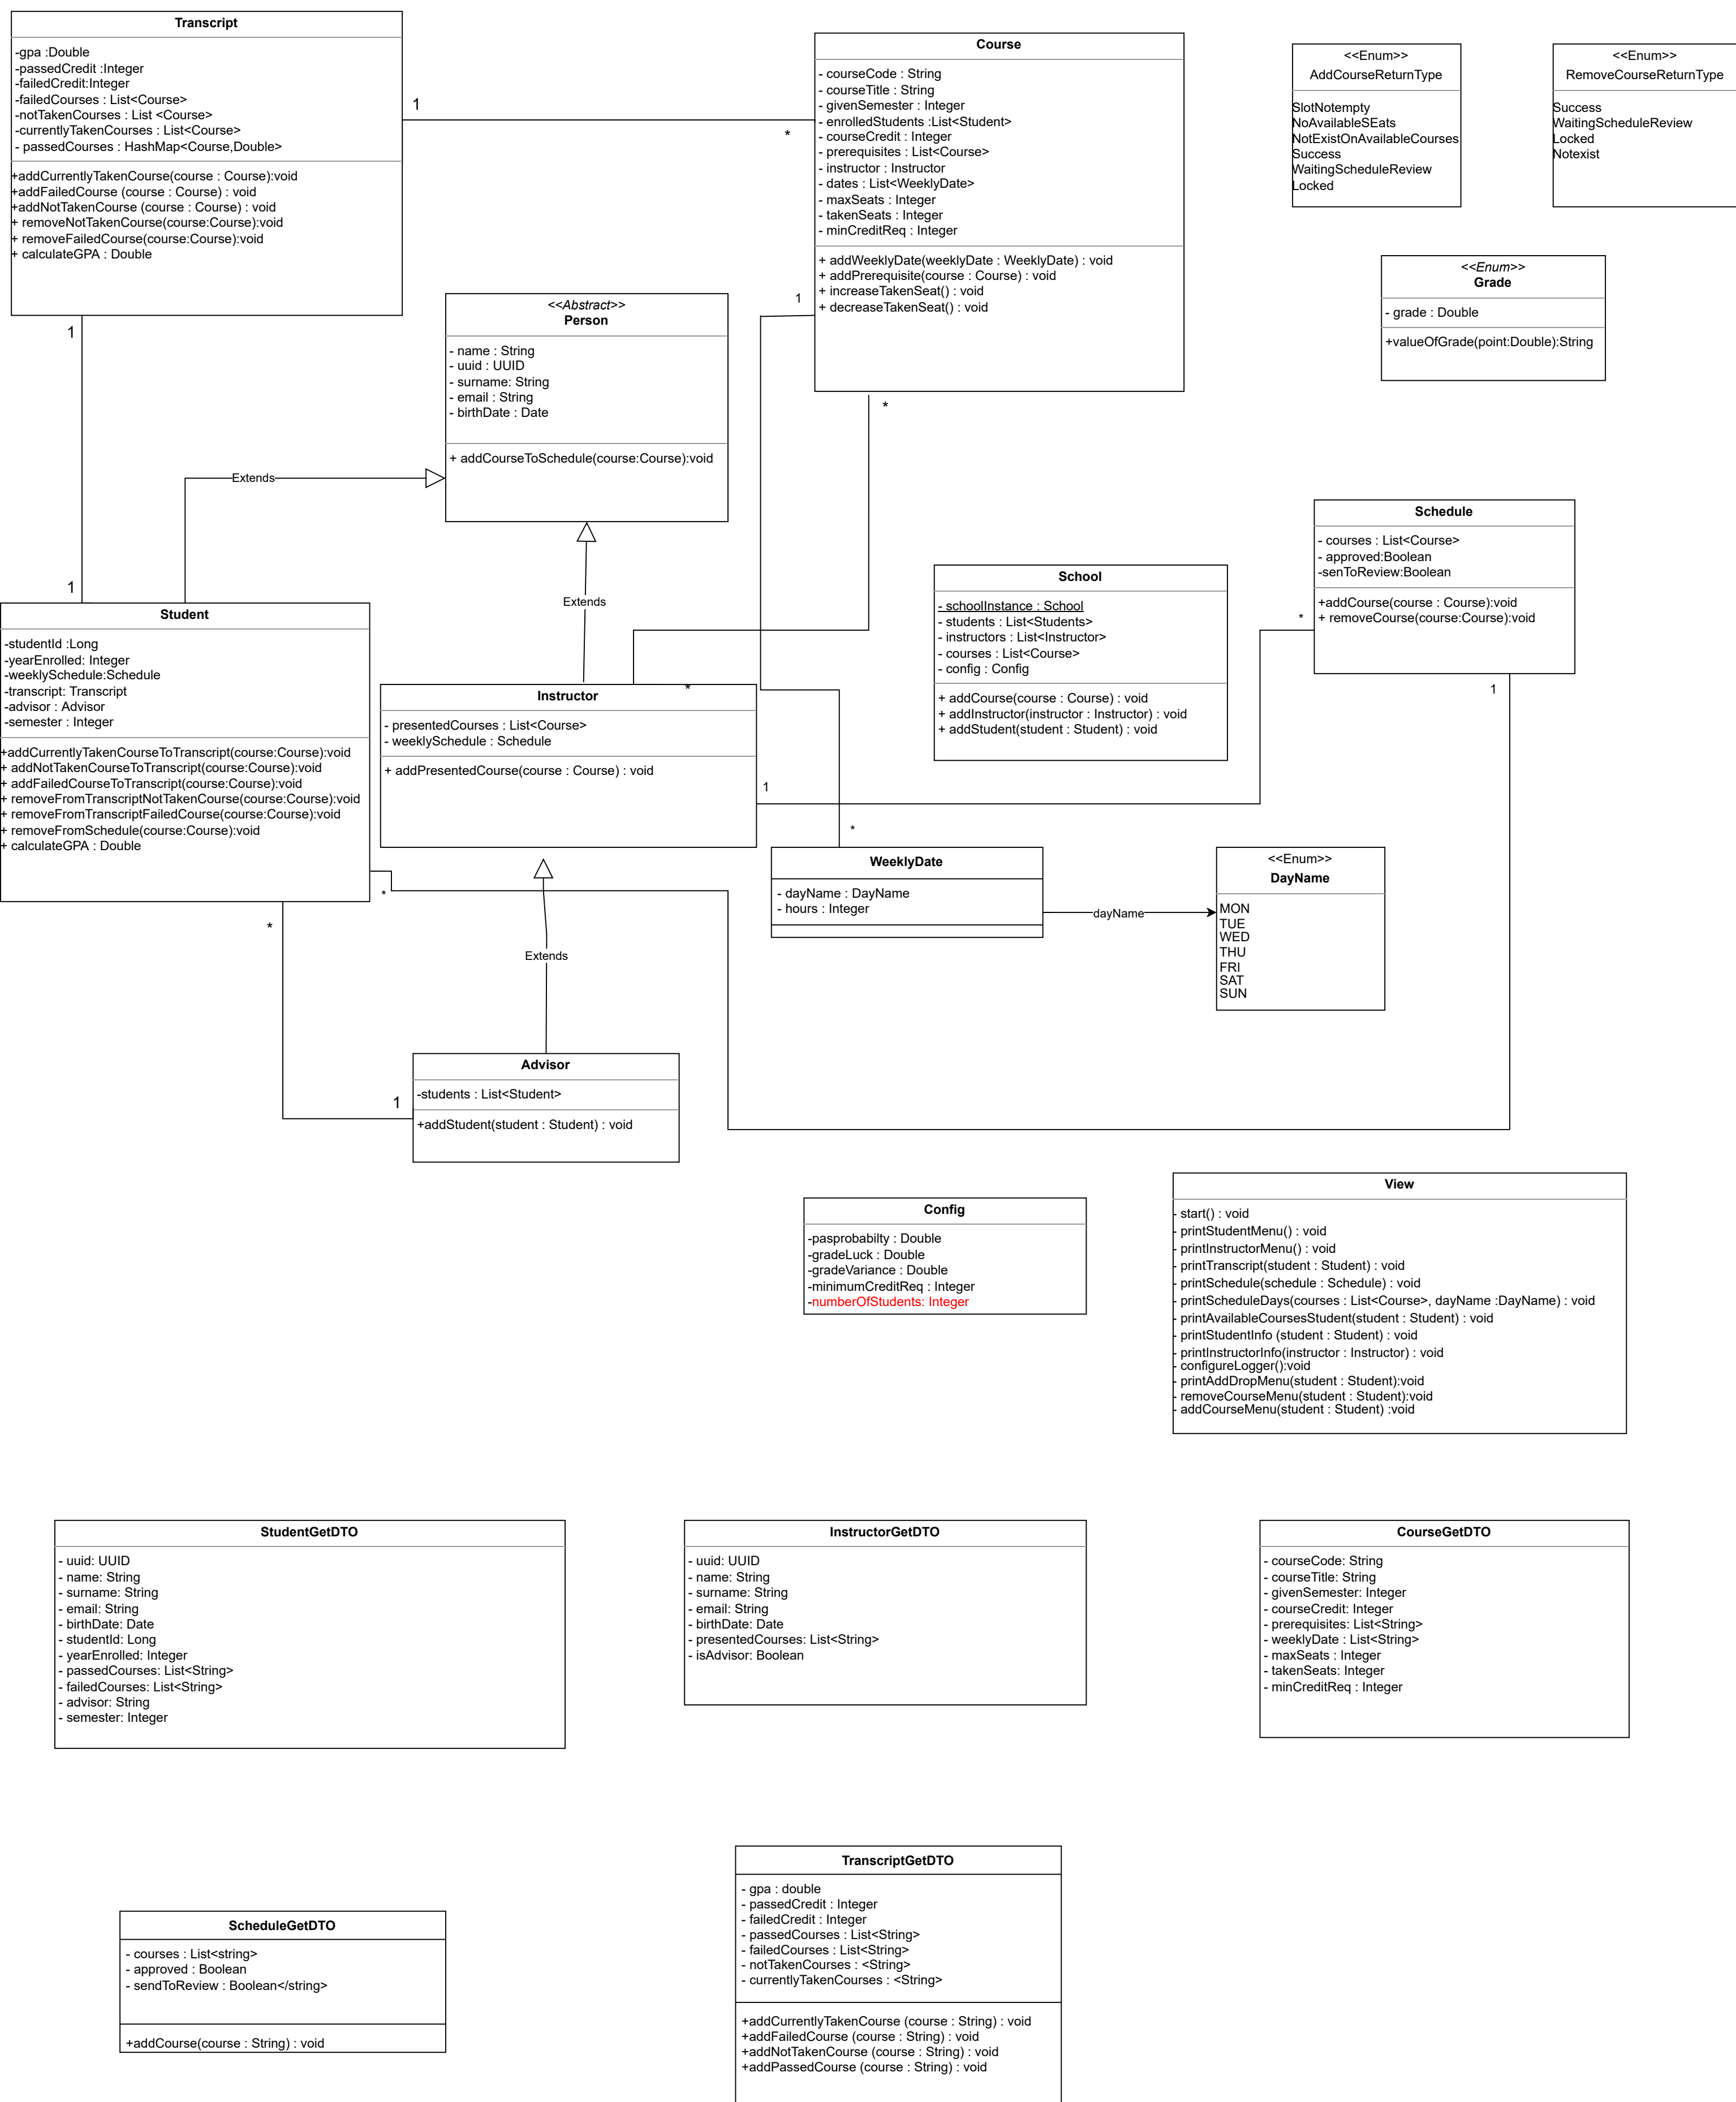 Transcript
-gpa :Double
-passedCredit :Integer
-failedCredit:Integer
-failedCourses : List<Course>
-notTakenCourses : List <Course>
-currentlyTakenCourses : List<Course>
- passedCourses : HashMap<Course,Double>
+addCurrentlyTakenCourse(course : Course):void
+addFailedCourse (course : Course) : void
+addNotTakenCourse (course : Course) : void
+ removeNotTakenCourse(course:Course):void
+ removeFailedCourse(course:Course):void
+ calculateGPA : Double
1
*
Course
- courseCode : String
- courseTitle : String
- givenSemester : Integer
- enrolledStudents :List<Student>
- courseCredit : Integer
- prerequisites : List<Course>
- instructor : Instructor
- dates : List<WeeklyDate>
- maxSeats : Integer
- takenSeats : Integer
- minCreditReq : Integer
+ addWeeklyDate(weeklyDate : WeeklyDate) : void
+ addPrerequisite(course : Course) : void
+ increaseTakenSeat() : void
+ decreaseTakenSeat() : void
1
*
<<Enum>>
AddCourseReturnType
SlotNotempty
NoAvailableSEats
NotExistOnAvailableCourses
Success
WaitingScheduleReview
Locked
<<Enum>>
RemoveCourseReturnType
Success
WaitingScheduleReview
Locked
Notexist
<<Enum>>
Grade
- grade : Double
+valueOfGrade(point:Double):String
<<Abstract>>
Person
- name : String
- uuid : UUID
- surname: String
- email : String
- birthDate : Date
+ addCourseToSchedule(course:Course):void
1
Extends
Extends
1
Schedule
- courses : List<Course>
- approved:Boolean
-senToReview:Boolean
+addCourse(course : Course):void
+ removeCourse(course:Course):void
*
1
School
- schoolInstance : School
- students : List<Students>
- instructors : List<Instructor>
- courses : List<Course>
- config : Config
+ addCourse(course : Course) : void
+ addInstructor(instructor : Instructor) : void
+ addStudent(student : Student) : void
Student
-studentId :Long
-yearEnrolled: Integer
-weeklySchedule:Schedule
-transcript: Transcript
-advisor : Advisor
-semester : Integer
+addCurrentlyTakenCourseToTranscript(course:Course):void
+ addNotTakenCourseToTranscript(course:Course):void
+ addFailedCourseToTranscript(course:Course):void
+ removeFromTranscriptNotTakenCourse(course:Course):void
+ removeFromTranscriptFailedCourse(course:Course):void
+ removeFromSchedule(course:Course):void
+ calculateGPA : Double
*
*
Instructor
*
- presentedCourses : List<Course>
- weeklySchedule : Schedule
+ addPresentedCourse(course : Course) : void
1
*
WeeklyDate
- dayName : DayName
- hours : Integer
dayName
<<Enum>>
DayName
MON
TUE
WED
THU
FRI
SAT
SUN
Extends
1
Advisor
-students : List<Student>
+addStudent(student : Student) : void
Config
-pasprobabilty : Double
-gradeLuck : Double
-gradeVariance : Double
-minimumCreditReq : Integer
-numberOfStudents: Integer
View
- start() : void
- printStudentMenu() : void
- printInstructorMenu() : void
- printTranscript(student : Student) : void
- printSchedule(schedule : Schedule) : void
- printScheduleDays(courses : List<Course>, dayName :DayName) : void
- printAvailableCoursesStudent(student : Student) : void
- printStudentInfo (student : Student) : void
- printInstructorInfo(instructor : Instructor) : void
- configureLogger():void
- printAddDropMenu(student : Student):void
- removeCourseMenu(student : Student):void
- addCourseMenu(student : Student) :void
StudentGetDTO
- uuid: UUID
- name: String
- surname: String
- email: String
- birthDate: Date
- studentId: Long
- yearEnrolled: Integer
- passedCourses: List<String>
- failedCourses: List<String>
- advisor: String
- semester: Integer
InstructorGetDTO
- uuid: UUID
- name: String
- surname: String
- email: String
- birthDate: Date
- presentedCourses: List<String>
- isAdvisor: Boolean
CourseGetDTO
- courseCode: String
- courseTitle: String
- givenSemester: Integer
- courseCredit: Integer
- prerequisites: List<String>
- weeklyDate : List<String>
- maxSeats : Integer
- takenSeats: Integer
- minCreditReq : Integer
ScheduleGetDTO
- courses : List<string>
- approved : Boolean
- sendToReview : Boolean</string>
+addCourse(course : String) : void
TranscriptGetDTO
- gpa : double
- passedCredit : Integer
- failedCredit : Integer
- passedCourses : List<String>
- failedCourses : List<String>
- notTakenCourses : <String>
- currentlyTakenCourses : <String>
+addCurrentlyTakenCourse (course : String) : void
+addFailedCourse (course : String) : void
+addNotTakenCourse (course : String) : void
+addPassedCourse (course : String) : void